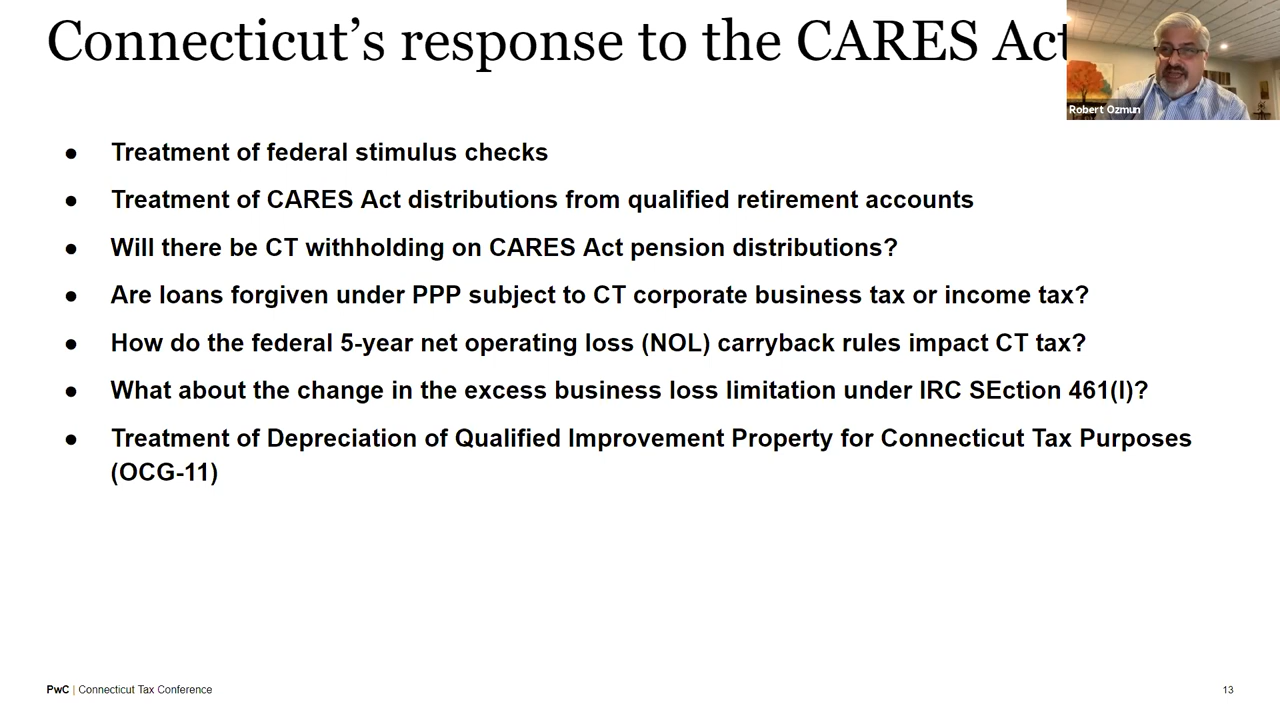 Connecticut’s response to the CARES Act
Robert Ozmun
● Treatment of federal stimulus checks
● Treatment of CARES Act distributions from qualified retirement accounts
● Will there be CT withholding on CARES Act pension distributions?
● Are loans forgiven under PPP subject to CT corporate business tax or income tax?
● How do the federal 5-year net operating loss (NOL) carryback rules impact CT tax?
● What about the change in the excess business loss limitation under IRC SEction 461(l)?
● Treatment of Depreciation of Qualified Improvement Property for Connecticut Tax Purposes
(OCG-11)
PwC | Connecticut Tax Conference
13